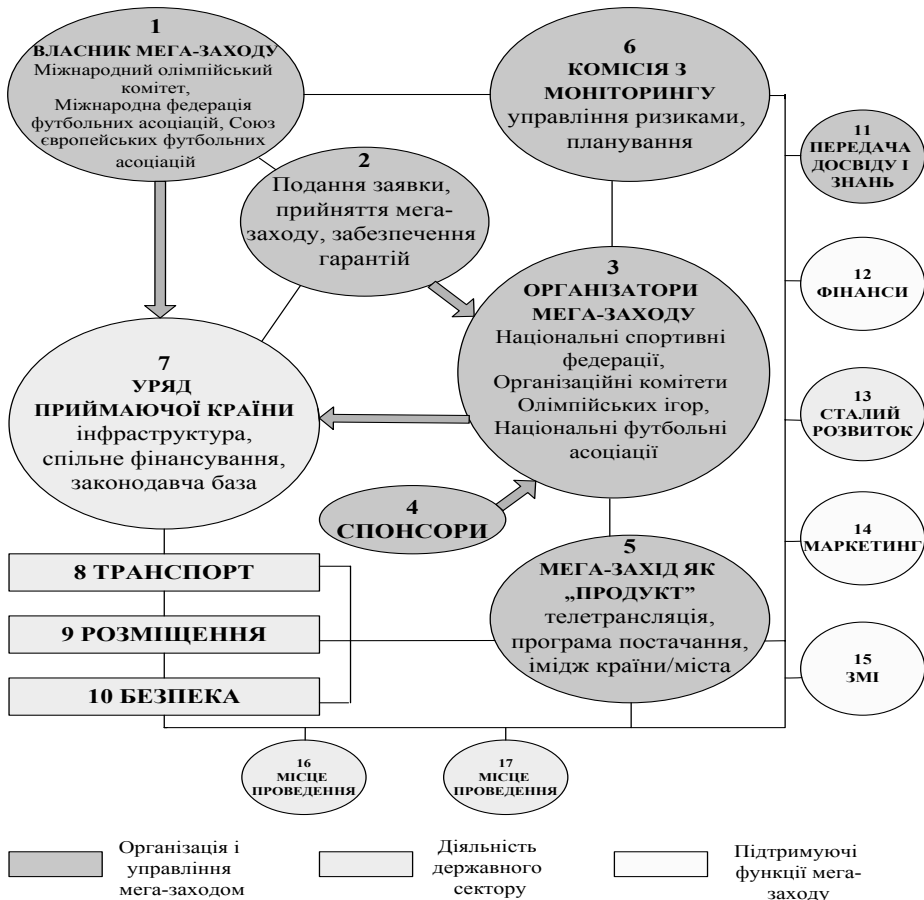 1
ВЛАСНИК МЕГА-ЗАХОДУ
Міжнародний олімпійський
комітет,
Міжнародна федерація
футбольних асоціацій, Союз
європейських футбольних
асоціацій
2
Подання заявки,
прийняття мега-
заходу, забезпечення
гарантій
6
КОМІСІЯ З
МОНІТОРИНГУ
управління ризиками,
планування
3
ОРГАНІЗАТОРИ
МЕГА-ЗАХОДУ
Національні спортивні
федерації,
Організаційні комітети
Олімпійських ігор,
Національні футбольні
асоціації
7
УРЯД
ПРИЙМАЮЧОЇ КРАЇНИ
інфраструктура,
спільне фінансування,
законодавча база
4
СПОНСОРИ
5
МЕГА-ЗАХІД ЯК
„ПРОДУКТ”
телетрансляція,
програма постачання,
імідж країни/міста
8 ТРАНСПОРТ
9 РОЗМІЩЕННЯ
10 БЕЗПЕКА
11
ПЕРЕДАЧА
ДОСВІДУ І
ЗНАНЬ
12
ФІНАНСИ
13
СТАЛИЙ
РОЗВИТОК
14
МАРКЕТИНГ
15
ЗМІ
16
МІСЦЕ
ПРОВЕДЕННЯ
17
МІСЦЕ
ПРОВЕДЕННЯ
Організація і
управління
мега-заходом
Діяльність
державного
сектору
Підтримуючі
функції мега-
заходу